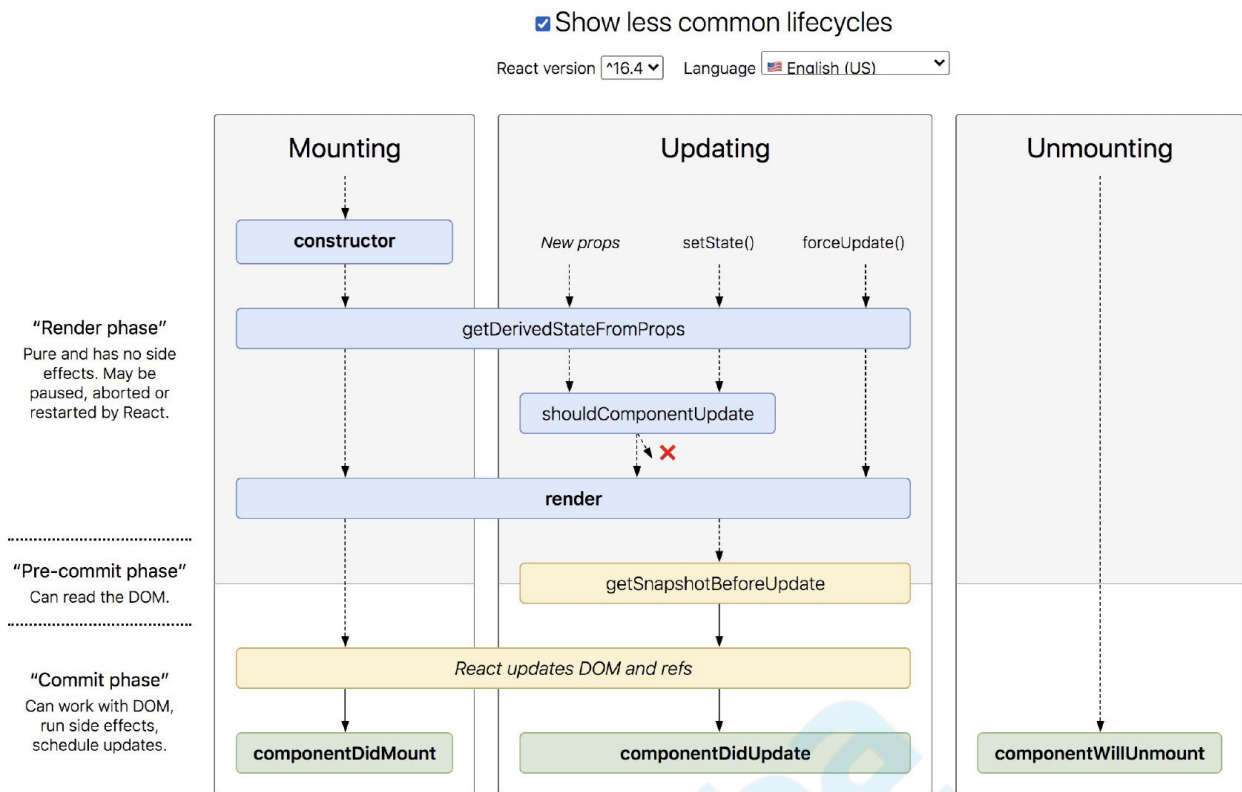 Show less common lifecycles
React version ^16.4 Language English (US)
Mounting Updating Unmounting
constructor New props setState() forceUpdate()
getDerivedStateFromProps
“Render phase”
Pure and has no side
effects. May be
paused, aborted or
restarted by React.
shouldComponentUpdate
render
“Pre-commit phase”
Can read the DOM.
getSnapshotBeforeUpdate
React updates DOM and refs
“Commit phase”
Can work with DOM,
run side effects,
schedule updates.
componentDidMount componentDidUpdate componentWillUnmount